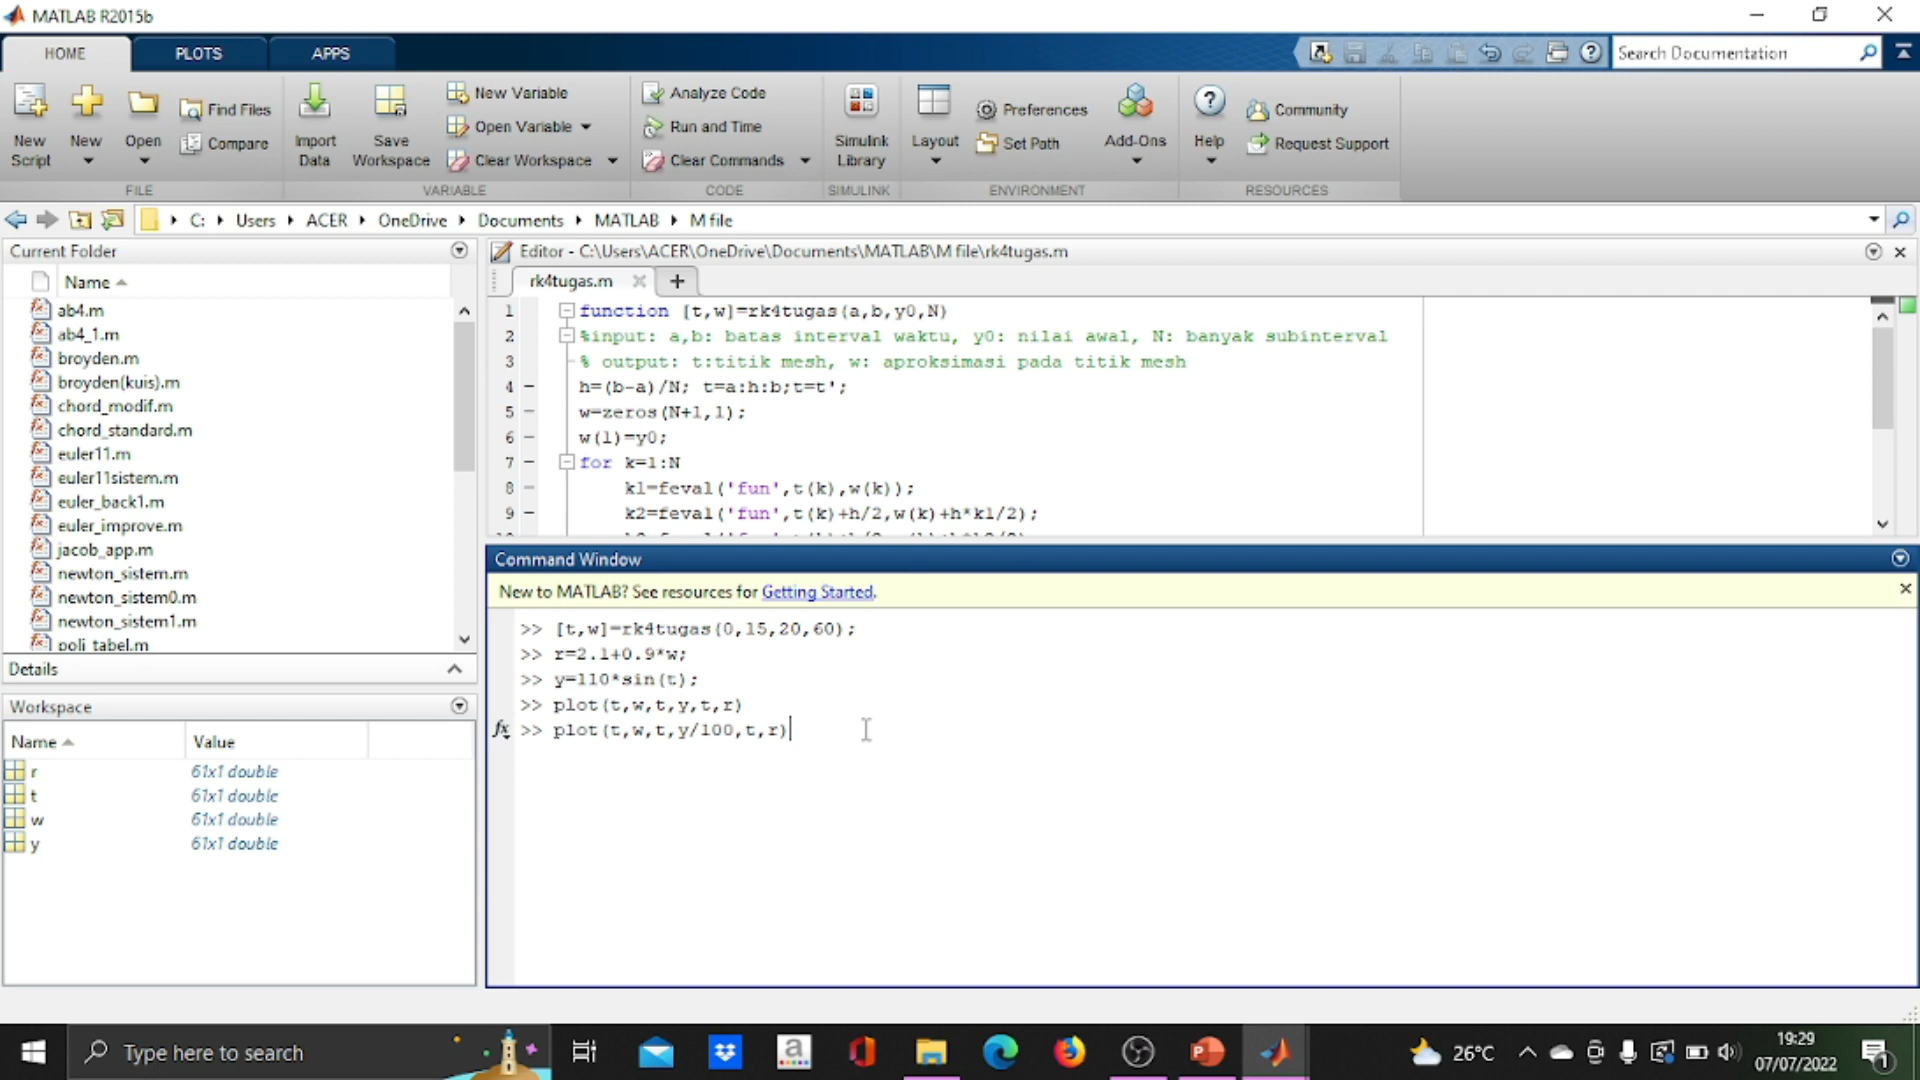 MATLAB R2015b
HOME PLOTS APPS
Search Documentation
New Script
New
Open
Find Files
Compare
Import Data
Save Workspace
New Variable
Open Variable
Clear Workspace
Analyze Code
Run and Time
Clear Commands
Simulink Library
Layout
Preferences
Set Path
Add-Ons
Help
Community
Request Support
FILE VARIABLE CODE SIMULINK ENVIRONMENT RESOURCES
C: Users ACER OneDrive Documents MATLAB M file
Current Folder
Name
ab4.m
ab4_1.m
broyden.m
broyden(kuis).m
chord_modif.m
chord_standard.m
euler11.m
euler11sistem.m
euler_back1.m
euler_improve.m
jacob_app.m
newton_sistem.m
newton_sistem0.m
newton_sistem1.m
poli_tabel.m
Details
Workspace
Name Value
r 61x1 double
t 61x1 double
w 61x1 double
y 61x1 double
Editor - C:\Users\ACER\OneDrive\Documents\MATLAB\M file\rk4tugas.m
rk4tugas.m
1 function [t,w]=rk4tugas(a,b,y0,N)
2 %input: a,b: batas interval waktu, y0: nilai awal, N: banyak subinterval
3 % output: t:titik mesh, w: aproksimasi pada titik mesh
4 h=(b-a)/N; t=a:h:b;t=t';
5 w=zeros(N+1,1);
6 w(1)=y0;
7 for k=1:N
8 k1=feval('fun',t(k),w(k));
9 k2=feval('fun',t(k)+h/2,w(k)+h*k1/2);
Command Window
New to MATLAB? See resources for Getting Started.
>> [t,w]=rk4tugas(0,15,20,60);
>> r=2.1+0.9*w;
>> y=110*sin(t);
>> plot(t,w,t,y,t,r)
fx >> plot(t,w,t,y/100,t,r)
Type here to search
26°C
19:29
07/07/2022
1